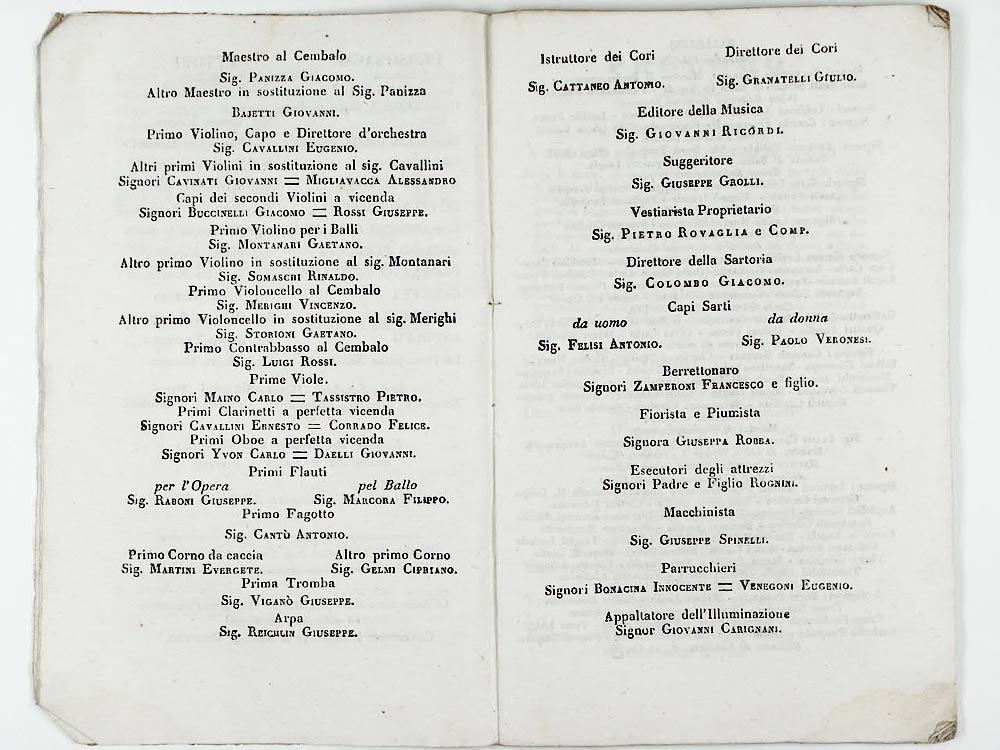 Maestro al Cembalo
Sig. Panizza Giacomo.
Altro Maestro in sostituzione al Sig. Panizza
Bajetti Giovanni.
Primo Violino, Capo e Direttore d'orchestra
Sig. Cavallini Eugenio.
Altri primi Violini in sostituzione al sig. Cavallini
Signori Cavinati Giovanni = Migliavacca Alessandro
Capi dei secondi Violini a vicenda
Signori Buccinelli Giacomo = Rossi Giuseppe.
Primo Violino per i Balli
Sig. Montanari Gaetano.
Altro primo Violino in sostituzione al sig. Montanari
Sig. Somaschi Rinaldo.
Primo Violoncello al Cembalo
Sig. Merighi Vincenzo.
Altro primo Violoncello in sostituzione al sig. Merighi
Sig. Storioni Gaetano.
Primo Contrabbasso al Cembalo
Sig. Luigi Rossi.
Prime Viole.
Signori Maino Carlo = Tassistro Pietro.
Primi Clarinetti a perfetta vicenda
Signori Cavallini Ernesto = Corrado Felice.
Primi Oboe a perfetta vicenda
Signori Yvon Carlo = Daelli Giovanni.
Primi Flauti
per l'Opera pel Ballo
Sig. Raboni Giuseppe. Sig. Marcora Filippo.
Primo Fagotto
Sig. Cantù Antonio.
Primo Corno da caccia Altro primo Corno
Sig. Martini Evergete. Sig. Gelmi Cipriano.
Prima Tromba
Sig. Viganò Giuseppe.
Arpa
Sig. Reichlin Giuseppe.
Istruttore dei Cori Direttore dei Cori
Sig. Cattaneo Antonio. Sig. Granatelli Giulio.
Editore della Musica
Sig. Giovanni Ricordi.
Suggeritore
Sig. Giuseppe Grolli.
Vestiarista Proprietario
Sig. Pietro Rovaglia e Comp.
Direttore della Sartoria
Sig. Colombo Giacomo.
Capi Sarti
da uomo da donna
Sig. Felisi Antonio. Sig. Paolo Veronesi.
Berrettonaro
Signori Zamperoni Francesco e figlio.
Fiorista e Piumista
Signora Giuseppa Robba.
Esecutori degli attrezzi
Signori Padre e Figlio Rognini.
Macchinista
Sig. Giuseppe Spinelli.
Parrucchieri
Signori Bonacina Innocente = Venegoni Eugenio.
Appaltatore dell'Illuminazione
Signor Giovanni Carignani.